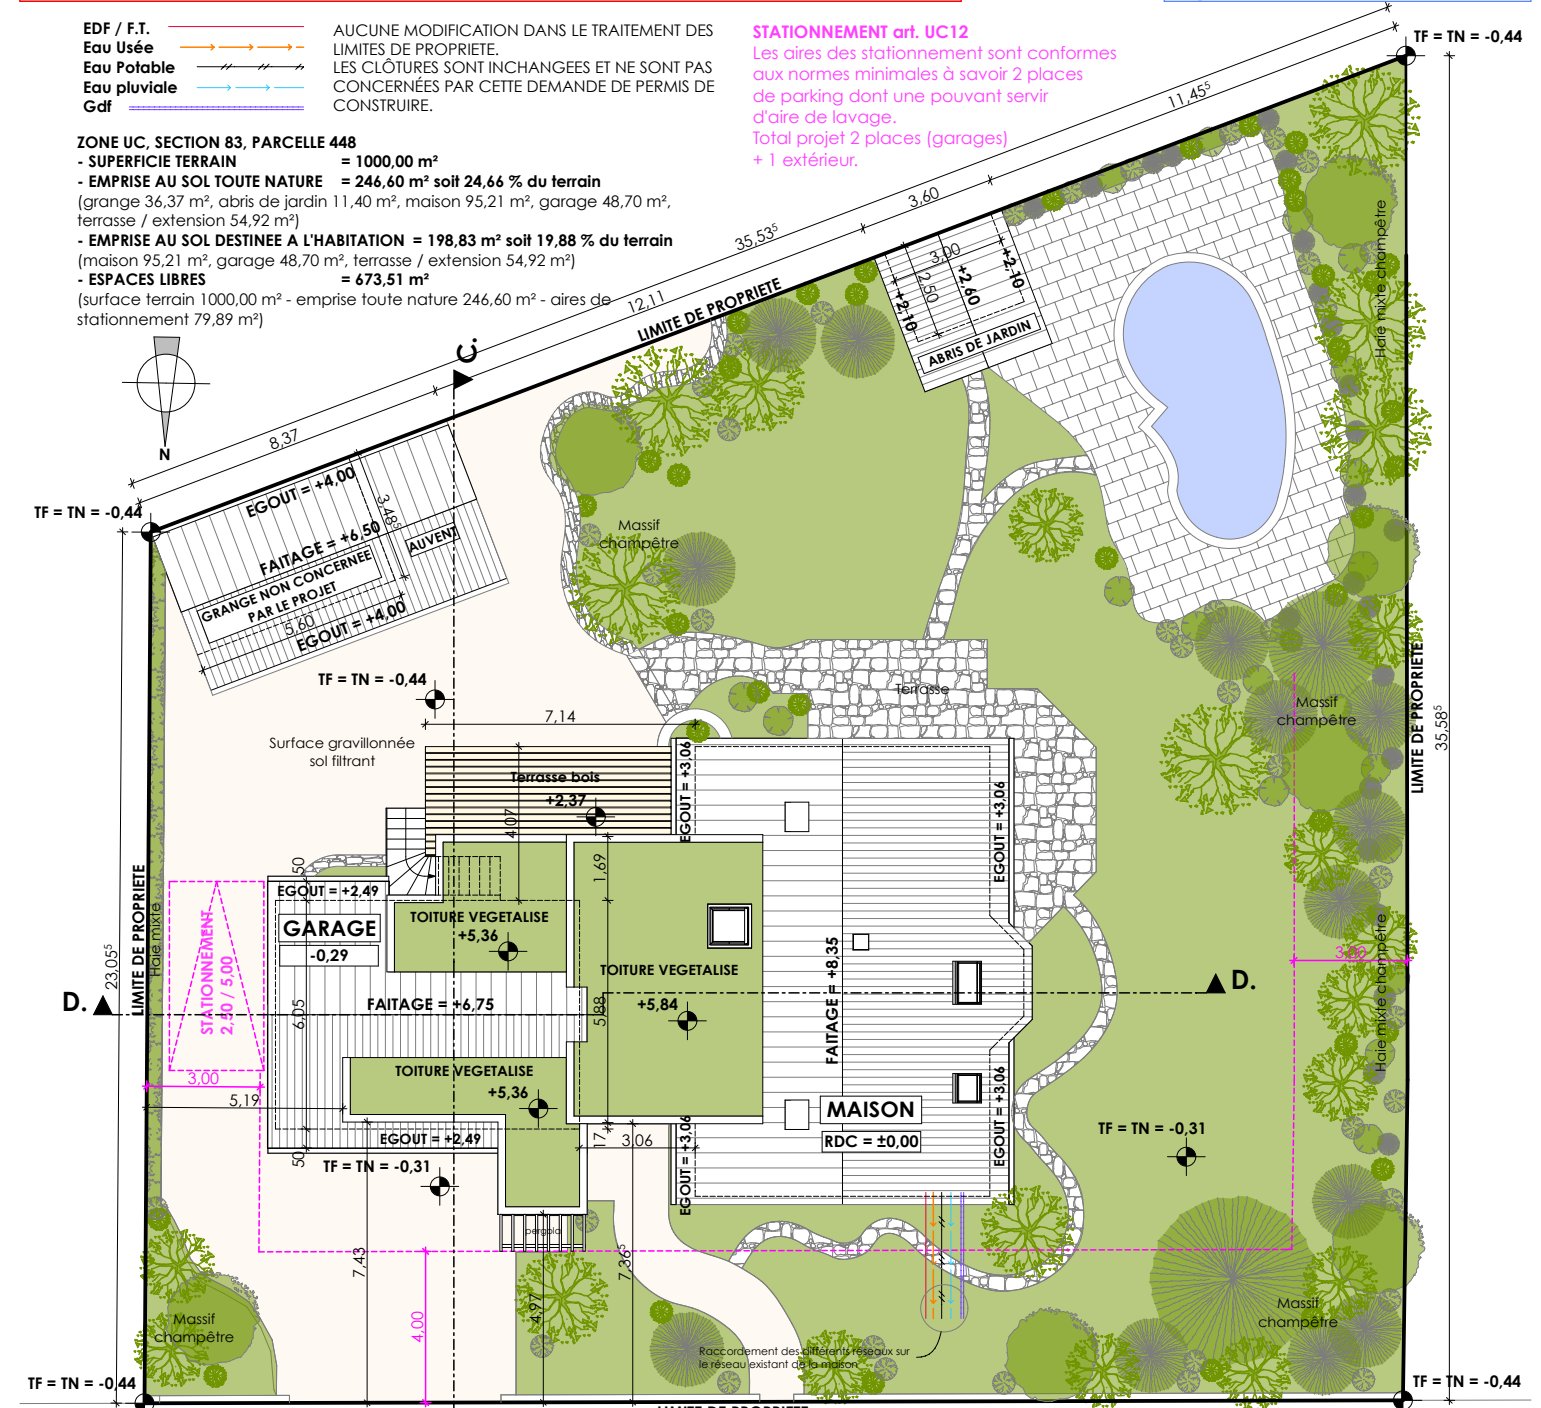 EDF / F.T.
Eau Usée
Eau Potable
Eau pluviale
Gdf
AUCUNE MODIFICATION DANS LE TRAITEMENT DES
LIMITES DE PROPRIETE.
LES CLÔTURES SONT INCHANGEES ET NE SONT PAS
CONCERNÉES PAR CETTE DEMANDE DE PERMIS DE
CONSTRUIRE.
STATIONNEMENT art. UC12
Les aires des stationnement sont conformes
aux normes minimales à savoir 2 places
de parking dont une pouvant servir
d'aire de lavage.
Total projet 2 places (garages)
+ 1 extérieur.
ZONE UC, SECTION 83, PARCELLE 448
- SUPERFICIE TERRAIN = 1000,00 m²
- EMPRISE AU SOL TOUTE NATURE = 246,60 m² soit 24,66 % du terrain
(grange 36,37 m², abris de jardin 11,40 m², maison 95,21 m², garage 48,70 m²,
terrasse / extension 54,92 m²)
- EMPRISE AU SOL DESTINEE A L'HABITATION = 198,83 m² soit 19,88 % du terrain
(maison 95,21 m², garage 48,70 m², terrasse / extension 54,92 m²)
- ESPACES LIBRES = 673,51 m²
(surface terrain 1000,00 m² - emprise toute nature 246,60 m² - aires de
stationnement 79,89 m²)
N
TF = TN = -0,44
11,45⁵
3,60
35,53⁵
12,11
8,37
LIMITE DE PROPRIETE
C.
3,00
2,50
+2,10
+2,60
+2,10
ABRIS DE JARDIN
Haie mixte champêtre
TF = TN = -0,44
EGOUT = +4,00
3,48⁵
FAITAGE = +6,50
AUVENT
GRANGE NON CONCERNEE
PAR LE PROJET
5,60
EGOUT = +4,00
Massif
champêtre
TF = TN = -0,44
Terrasse
7,14
Surface gravillonnée
sol filtrant
Massif
champêtre
LIMITE DE PROPRIETE
35,58⁵
Terrasse bois
+2,37
4,07
EGOUT = +3,06
EGOUT = +3,06
50
1,69
EGOUT = +2,49
GARAGE
-0,29
TOITURE VEGETALISE
+5,36
TOITURE VEGETALISE
+5,84
5,88
FAITAGE = +8,35
LIMITE DE PROPRIETE
Haie mixte
23,05⁵
STATIONNEMENT
2,50 / 5,00
D.
D.
FAITAGE = +6,75
6,05
3,00
Haie mixte champêtre
3,00
5,19
TOITURE VEGETALISE
+5,36
MAISON
RDC = ±0,00
EGOUT = +3,06
EGOUT = +3,06
EGOUT = +2,49
50
17
3,06
TF = TN = -0,31
TF = TN = -0,31
pergola
7,43
4,00
4,97
7,36⁵
Massif
champêtre
Massif
champêtre
Raccordement des différents réseaux sur
le réseau existant de la maison
TF = TN = -0,44
TF = TN = -0,44